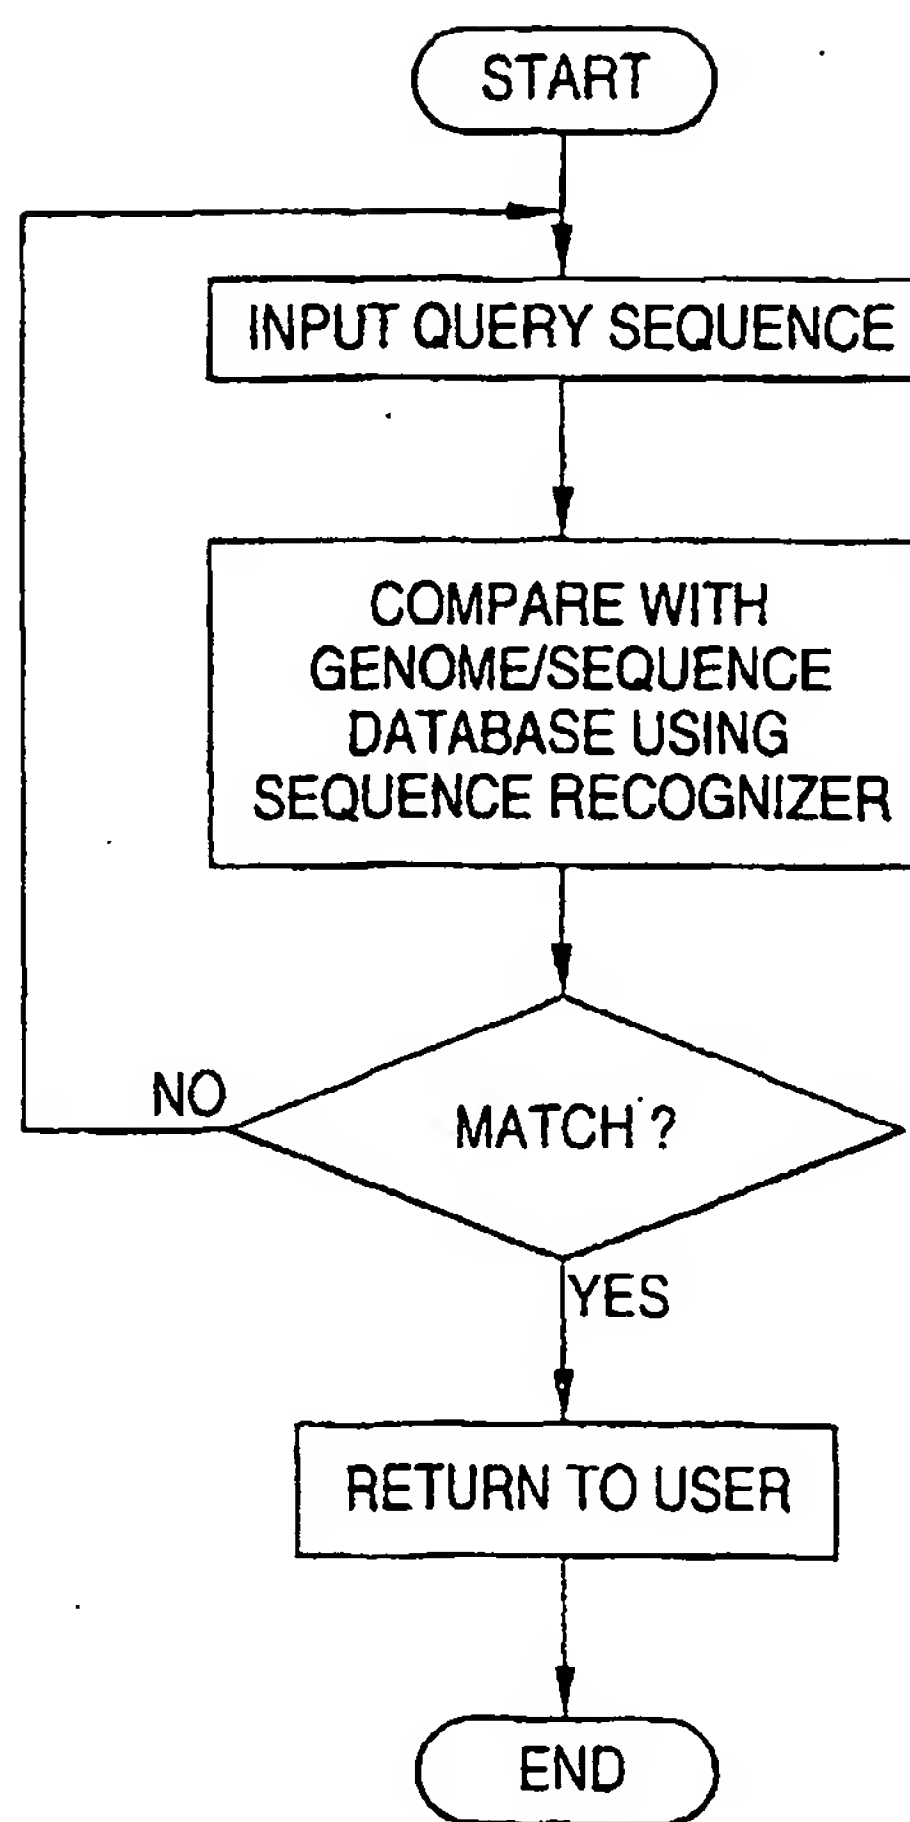 START
INPUT QUERY SEQUENCE
COMPARE WITH
GENOME/SEQUENCE
DATABASE USING
SEQUENCE RECOGNIZER
NO
MATCH ?
YES
RETURN TO USER
END